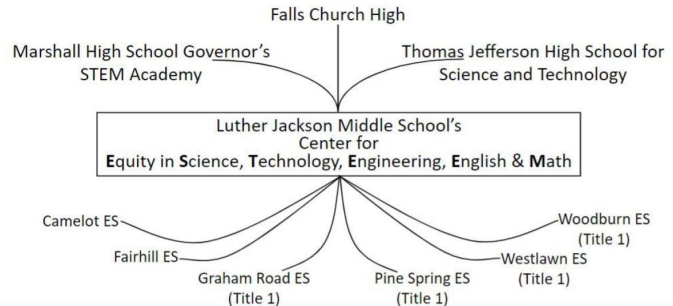 Falls Church High
Marshall High School Governor's
STEM Academy
Thomas Jefferson High School for
Science and Technology
Luther Jackson Middle School's
Center for
Equity in Science, Technology, Engineering, English & Math
Camelot ES
Fairhill ES
Graham Road ES
(Title 1)
Pine Spring ES
(Title 1)
Westlawn ES
(Title 1)
Woodburn ES
(Title 1)